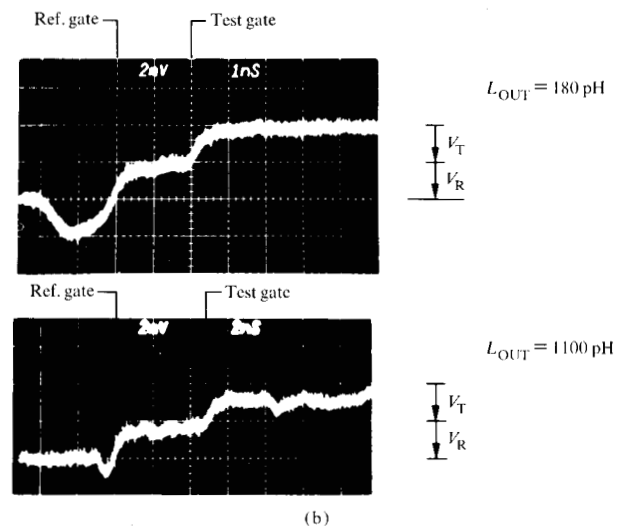 Ref. gate
Test gate
2mV 1nS
L_OUT = 180 pH
V_T
V_R
Ref. gate
Test gate
2mV 2nS
L_OUT = 1100 pH
V_T
V_R
(b)